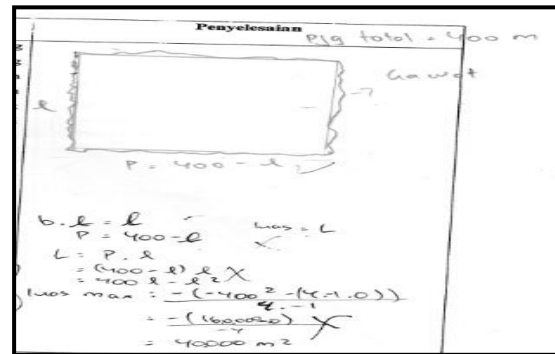 Penyelesaian
Pjg total = 400 m
Kawat
l
P = 400 - l
b. l = l
P = 400 - l
luas = L
L = P. l
= (400 - l) l
= 400 l - l²
luas max = -(-400² - (4.-1.0))
4. -1
= -(160000)
-4
= 40000 m²